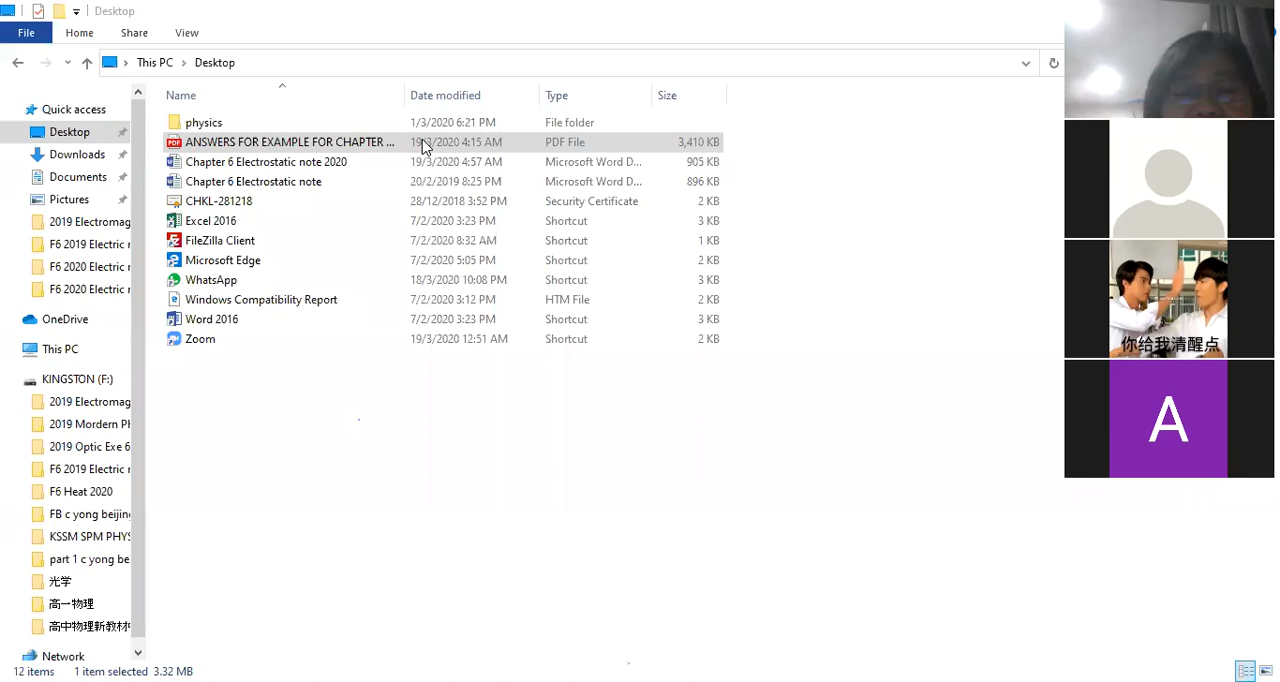 Desktop
File Home Share View
This PC Desktop
Name Date modified Type Size
Quick access
Desktop
Downloads
Documents
Pictures
2019 Electromag
F6 2019 Electric r
F6 2020 Electric r
F6 2020 Electric r
OneDrive
This PC
KINGSTON (F:)
2019 Electromag
2019 Mordern Ph
2019 Optic Exe 6
F6 2019 Electric r
F6 Heat 2020
FB c yong beijing
KSSM SPM PHYS
part 1 c yong be
光学
高一物理
高中物理新教材
Network
physics 1/3/2020 6:21 PM File folder
ANSWERS FOR EXAMPLE FOR CHAPTER ... 19/3/2020 4:15 AM PDF File 3,410 KB
Chapter 6 Electrostatic note 2020 19/3/2020 4:57 AM Microsoft Word D... 905 KB
Chapter 6 Electrostatic note 20/2/2019 8:25 PM Microsoft Word D... 896 KB
CHKL-281218 28/12/2018 3:52 PM Security Certificate 2 KB
Excel 2016 7/2/2020 3:23 PM Shortcut 3 KB
FileZilla Client 7/2/2020 8:32 AM Shortcut 1 KB
Microsoft Edge 7/2/2020 5:05 PM Shortcut 2 KB
WhatsApp 18/3/2020 10:08 PM Shortcut 3 KB
Windows Compatibility Report 7/2/2020 3:12 PM HTM File 2 KB
Word 2016 7/2/2020 3:23 PM Shortcut 3 KB
Zoom 19/3/2020 12:51 AM Shortcut 2 KB
你给我清醒点
A
12 items 1 item selected 3.32 MB